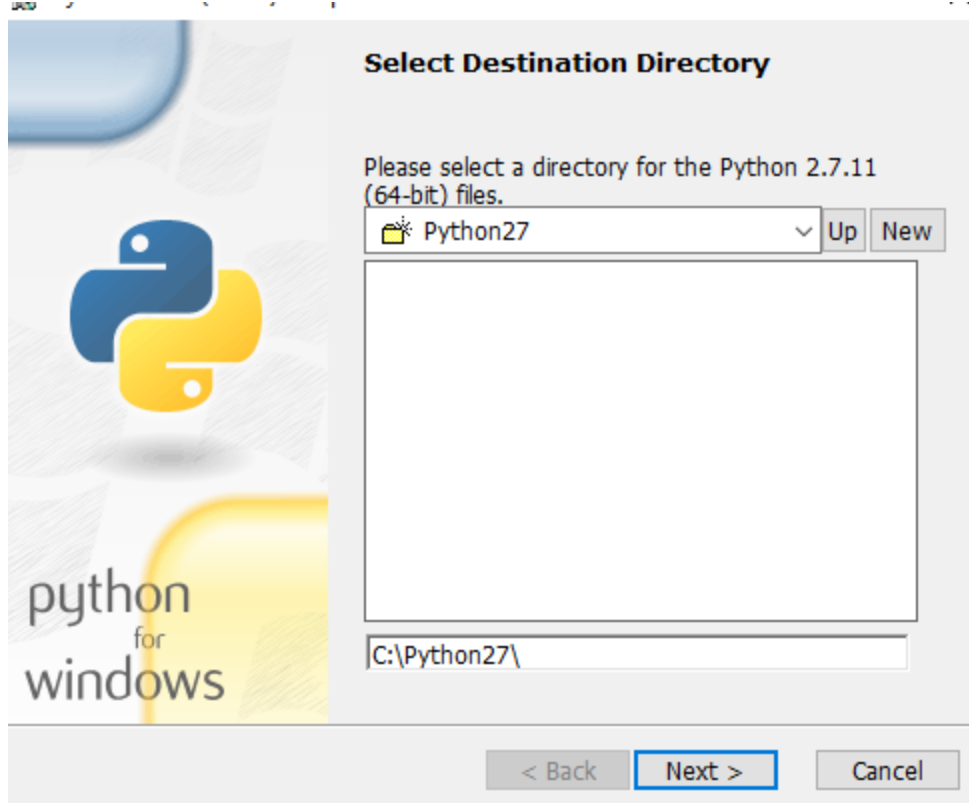 Select Destination Directory
Please select a directory for the Python 2.7.11
(64-bit) files.
Python27
Up
New
C:\Python27\
python
for
windows
< Back
Next >
Cancel